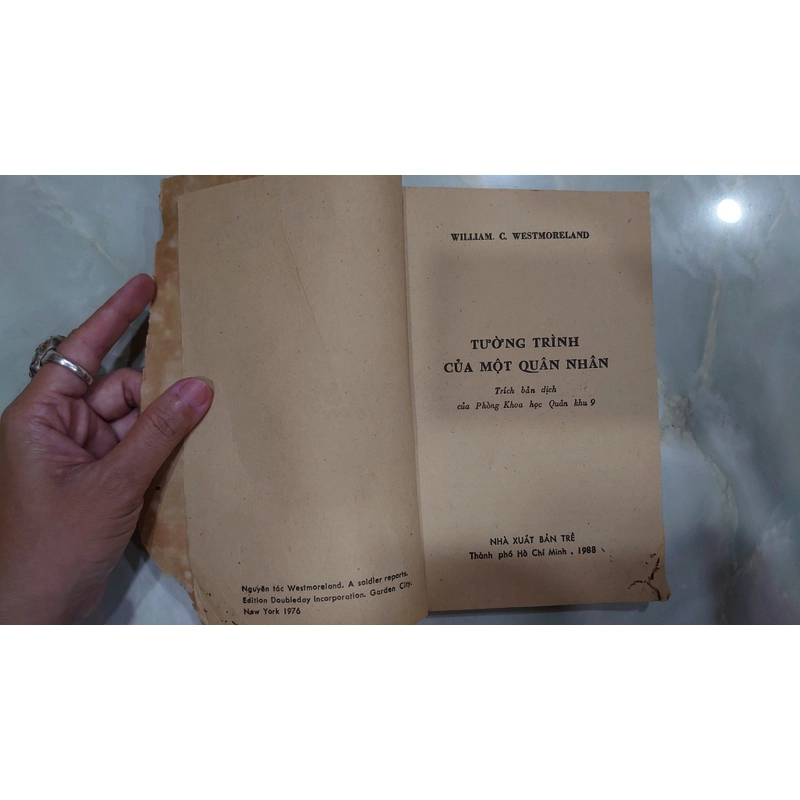 Nguyên tác Westmoreland. A soldier reports.
Edition Doubleday Incorporation. Garden City.
New York 1976
WILLIAM. C. WESTMORELAND
TƯỜNG TRÌNH
CỦA MỘT QUÂN NHÂN
Trích bản dịch
của Phòng Khoa học Quân khu 9
NHÀ XUẤT BẢN TRẺ
Thành phố Hồ Chí Minh . 1988